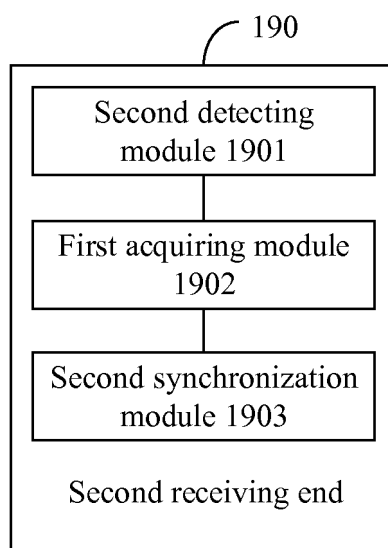 190
Second detecting
module 1901
First acquiring module
1902
Second synchronization
module 1903
Second receiving end